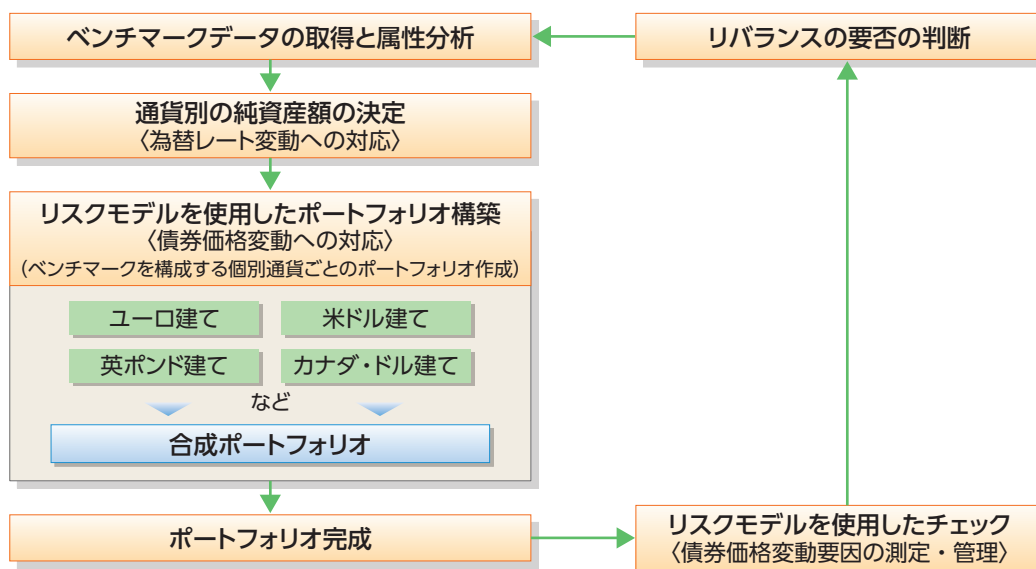 ベンチマークデータの取得と属性分析
リバランスの要否の判断
通貨別の純資産額の決定
〈為替レート変動への対応〉
リスクモデルを使用したポートフォリオ構築
〈債券価格変動への対応〉
(ベンチマークを構成する個別通貨ごとのポートフォリオ作成)
ユーロ建て
米ドル建て
英ポンド建て
カナダ・ドル建て
など
合成ポートフォリオ
ポートフォリオ完成
リスクモデルを使用したチェック
〈債券価格変動要因の測定・管理〉